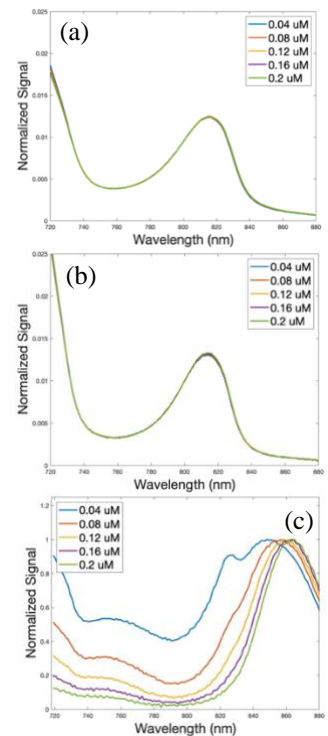 (a)
0.04 uM
0.08 uM
0.12 uM
0.16 uM
0.2 uM
Normalized Signal
0.025
0.02
0.015
0.01
0.005
0
720 740 760 780 800 820 840 860 880
Wavelength (nm)
(b)
0.04 uM
0.08 uM
0.12 uM
0.16 uM
0.2 uM
Normalized Signal
0.025
0.02
0.015
0.01
0.005
0
720 740 760 780 800 820 840 860 880
Wavelength (nm)
(c)
0.04 uM
0.08 uM
0.12 uM
0.16 uM
0.2 uM
Normalized Signal
1.2
1
0.8
0.6
0.4
0.2
0
720 740 760 780 800 820 840 860 880
Wavelength (nm)